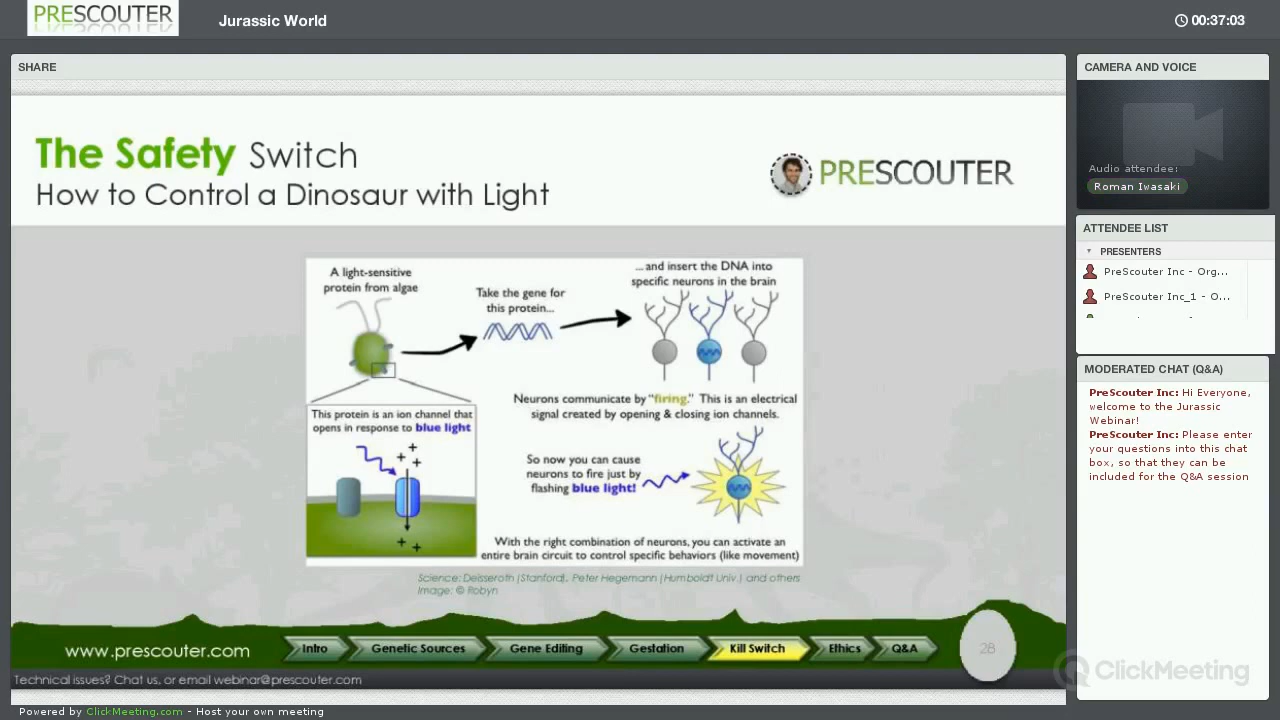 PRESCOUTER
Jurassic World
00:37:03
SHARE
The Safety Switch
How to Control a Dinosaur with Light
PRESCOUTER
A light-sensitive
protein from algae
Take the gene for
this protein...
...and insert the DNA into
specific neurons in the brain
This protein is an ion channel that
opens in response to blue light
+
+ +
+ +
Neurons communicate by "firing." This is an electrical
signal created by opening & closing ion channels.
So now you can cause
neurons to fire just by
flashing blue light!
With the right combination of neurons, you can activate an
entire brain circuit to control specific behaviors (like movement)
Science: Deisseroth (Stanford), Peter Hegemann (Humboldt Univ.) and others
Image: © Robyn
www.prescouter.com
Intro
Genetic Sources
Gene Editing
Gestation
Kill Switch
Ethics
Q&A
28
Technical issues? Chat us, or email webinar@prescouter.com
Powered by ClickMeeting.com - Host your own meeting
CAMERA AND VOICE
Audio attendee:
Roman Iwasaki
ATTENDEE LIST
PRESENTERS
PreScouter Inc - Org...
PreScouter Inc_1 - O...
MODERATED CHAT (Q&A)
PreScouter Inc: Hi Everyone,
welcome to the Jurassic
Webinar!
PreScouter Inc: Please enter
your questions into this chat
box, so that they can be
included for the Q&A session
ClickMeeting